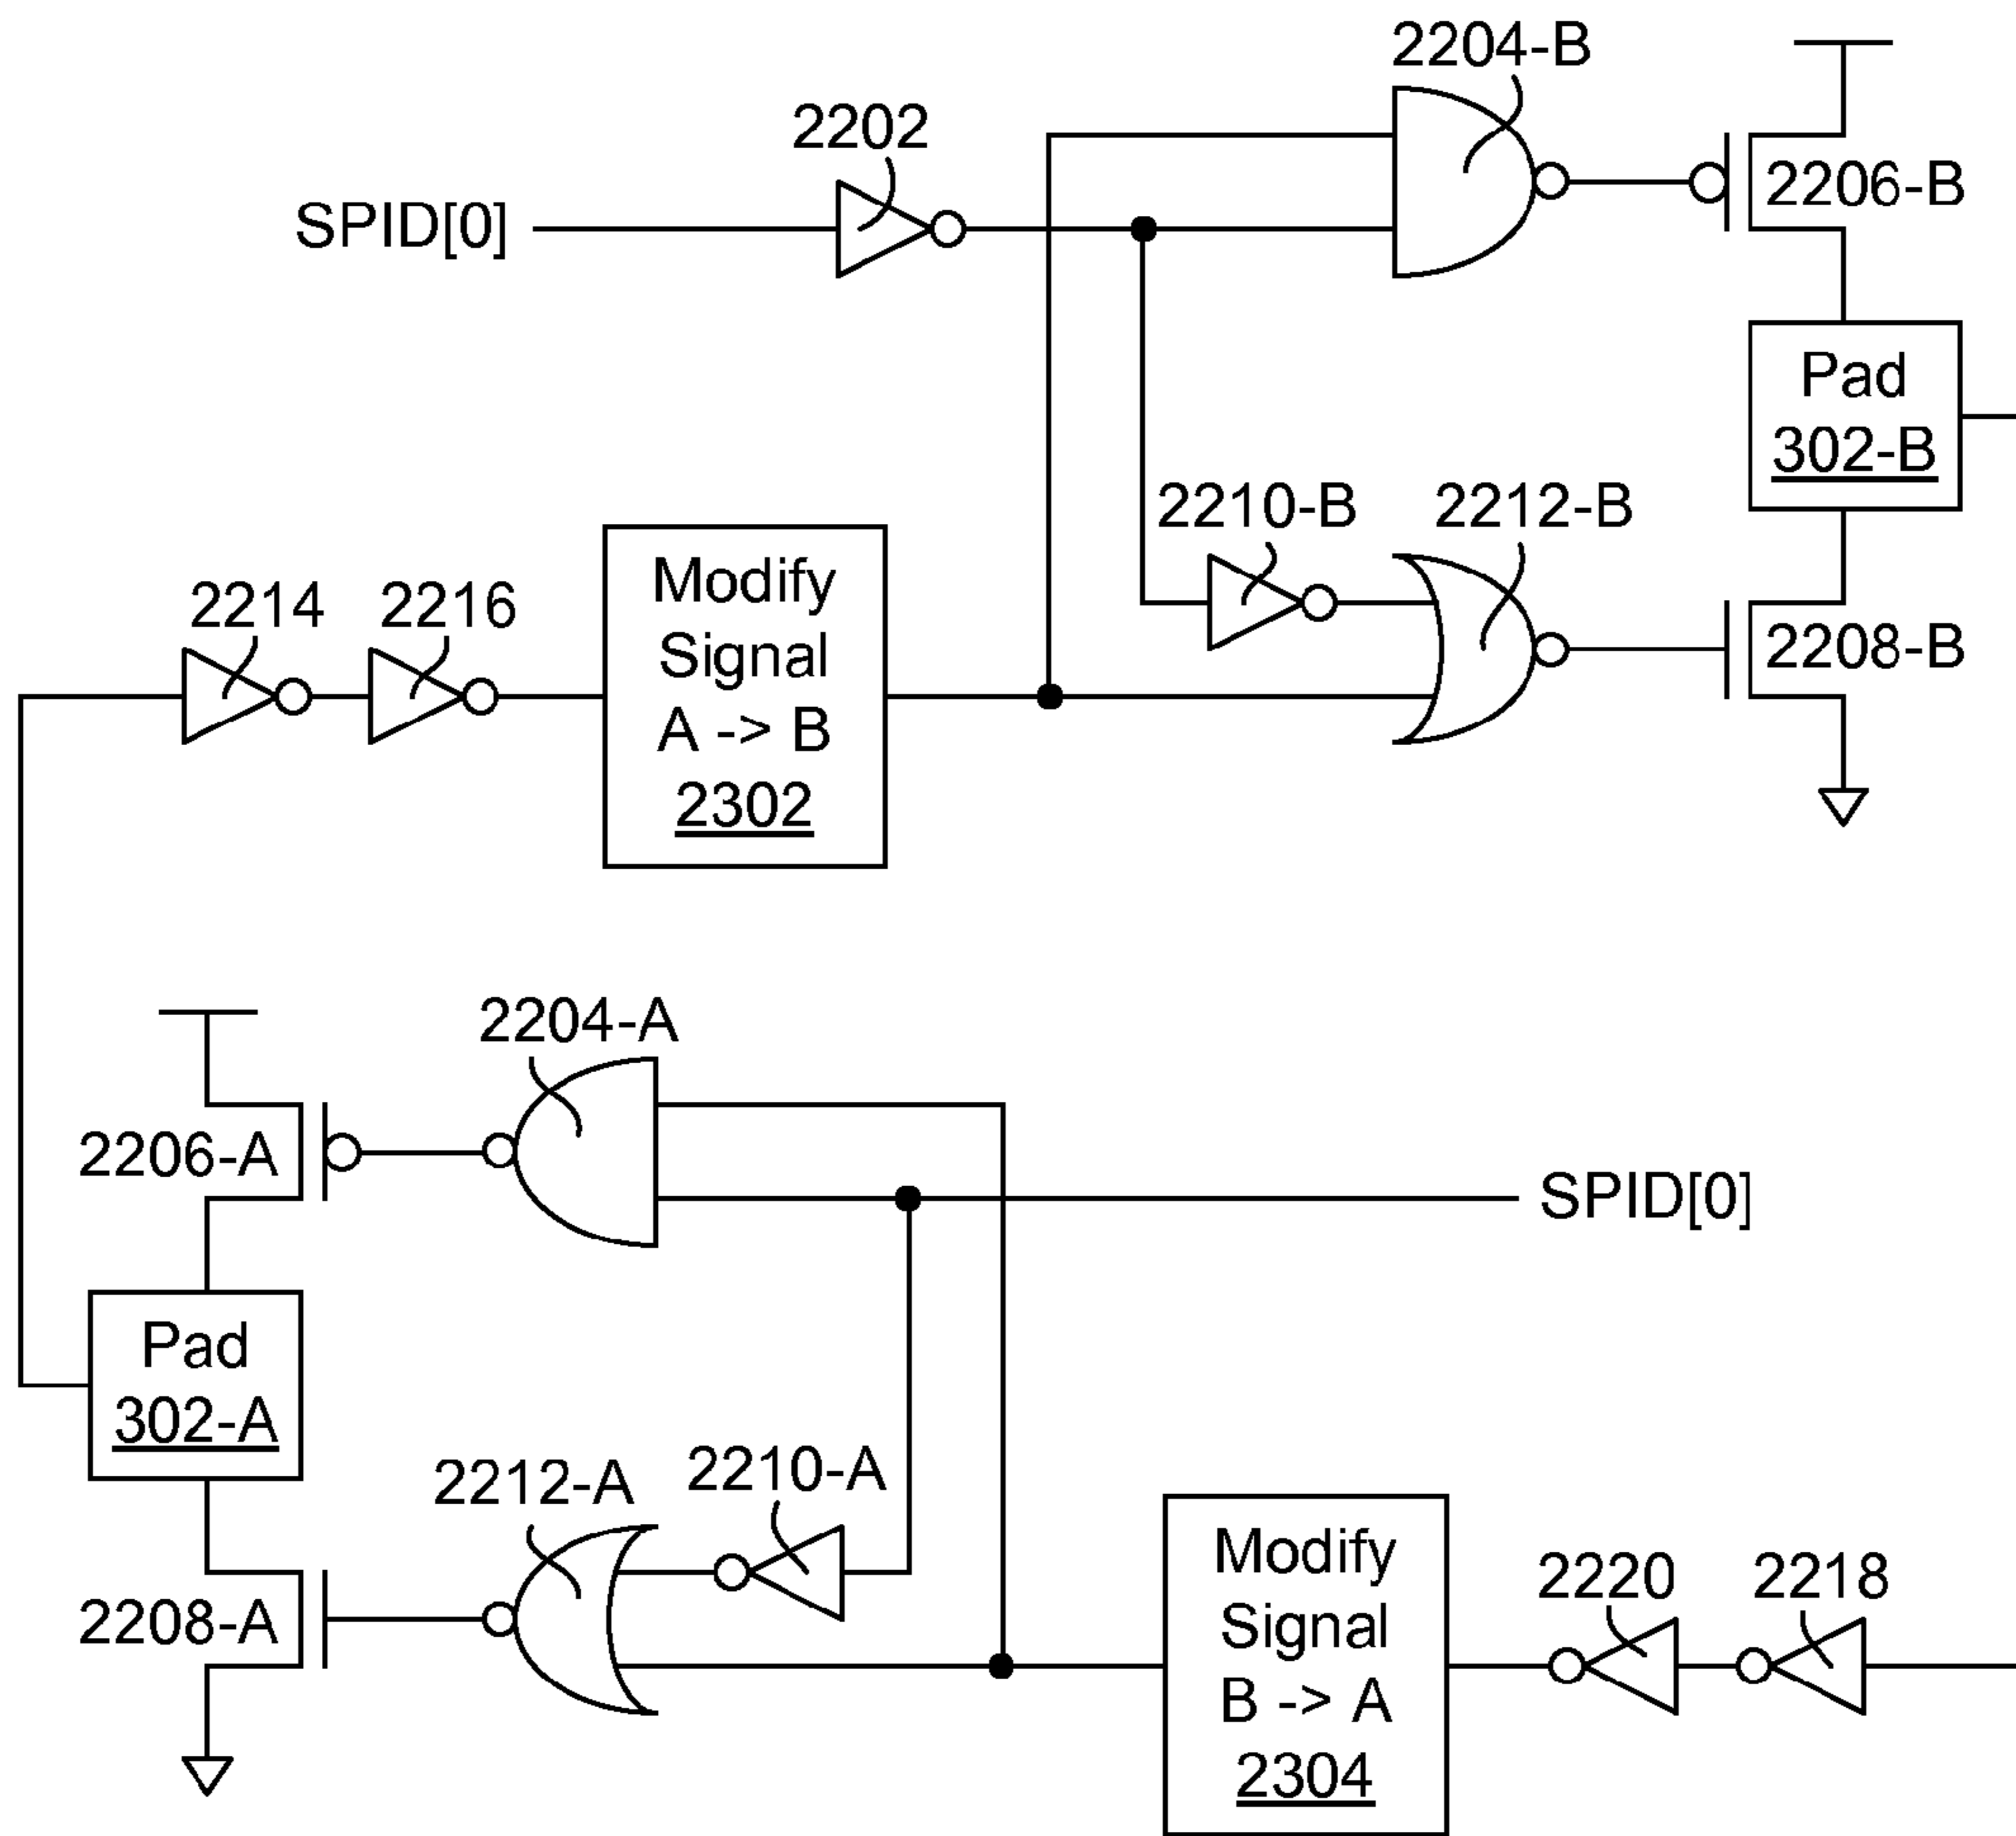 2204-B
2202
SPID[0]
2206-B
Pad
302-B
2210-B
2212-B
2214
2216
Modify
Signal
A -> B
2302
2208-B
2204-A
2206-A
SPID[0]
Pad
302-A
2212-A
2210-A
2208-A
Modify
Signal
B -> A
2304
2220
2218